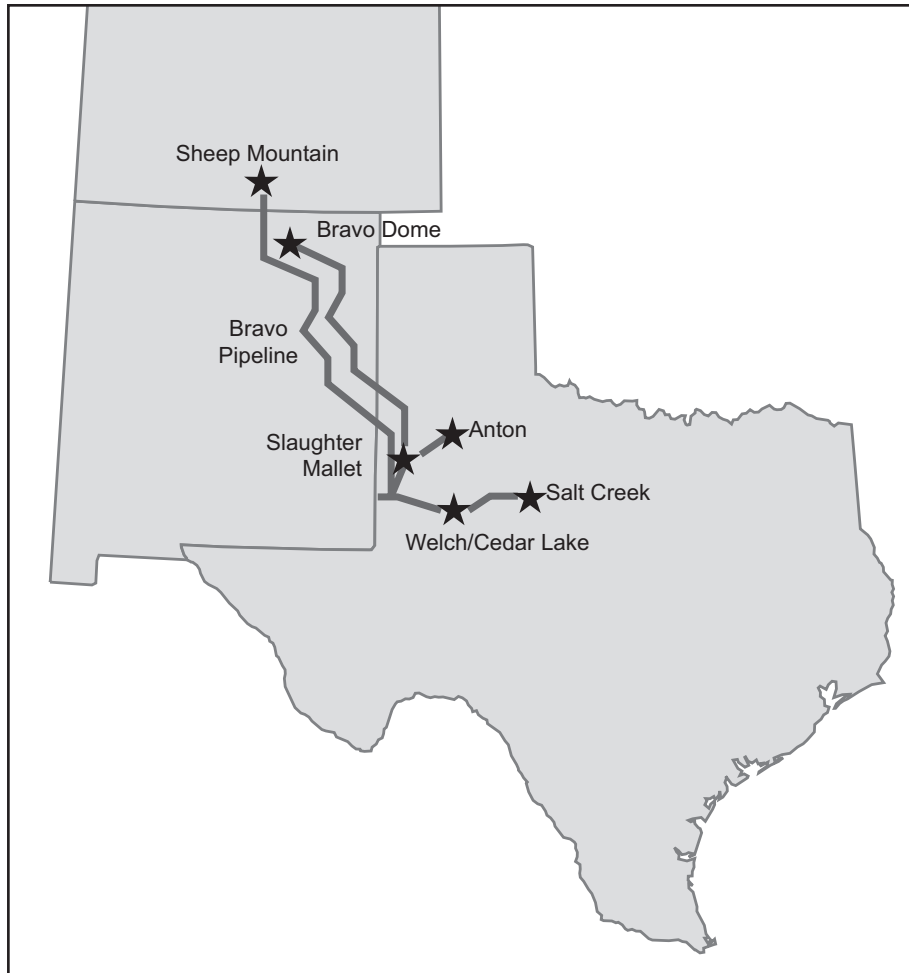 Sheep Mountain
Bravo Dome
Bravo
Pipeline
Slaughter
Mallet
Anton
Salt Creek
Welch/Cedar Lake